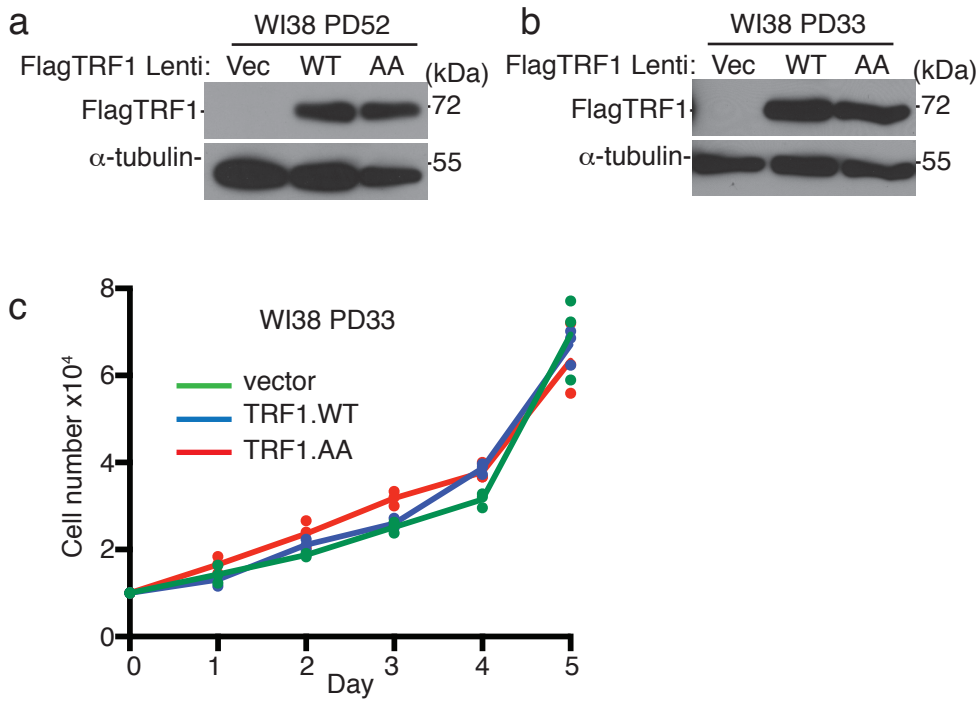 a
WI38 PD52
FlagTRF1 Lenti: Vec WT AA (kDa)
FlagTRF1- -72
α-tubulin- -55
b
WI38 PD33
FlagTRF1 Lenti: Vec WT AA (kDa)
FlagTRF1- -72
α-tubulin- -55
c
WI38 PD33
vector
TRF1.WT
TRF1.AA
Cell number x10⁴
8
6
4
2
0
0 1 2 3 4 5
Day